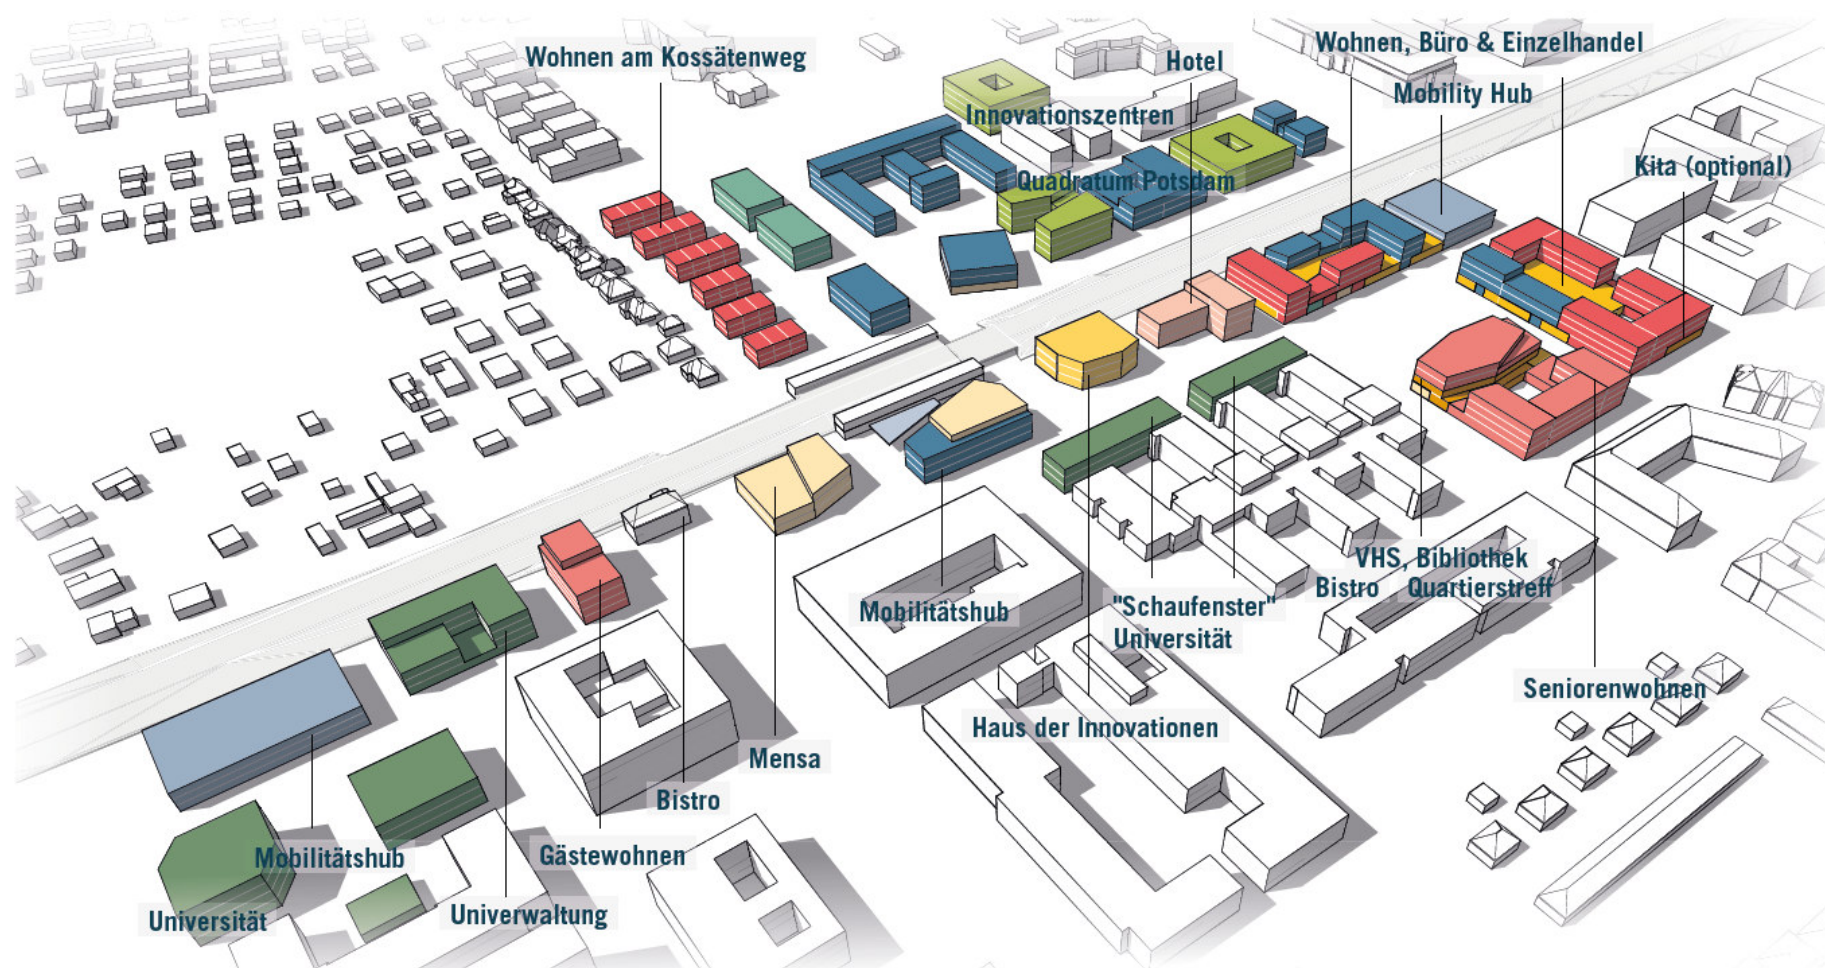 Wohnen, Büro & Einzelhandel
Wohnen am Kossätenweg
Hotel
Mobility Hub
Innovationszentren
Kita (optional)
Quadratum Potsdam
VHS, Bibliothek
Bistro
Quartierstreff
Mobilitätshub
"Schaufenster"
Universität
Seniorenwohnen
Haus der Innovationen
Mensa
Bistro
Gästewohnen
Mobilitätshub
Univerwaltung
Universität